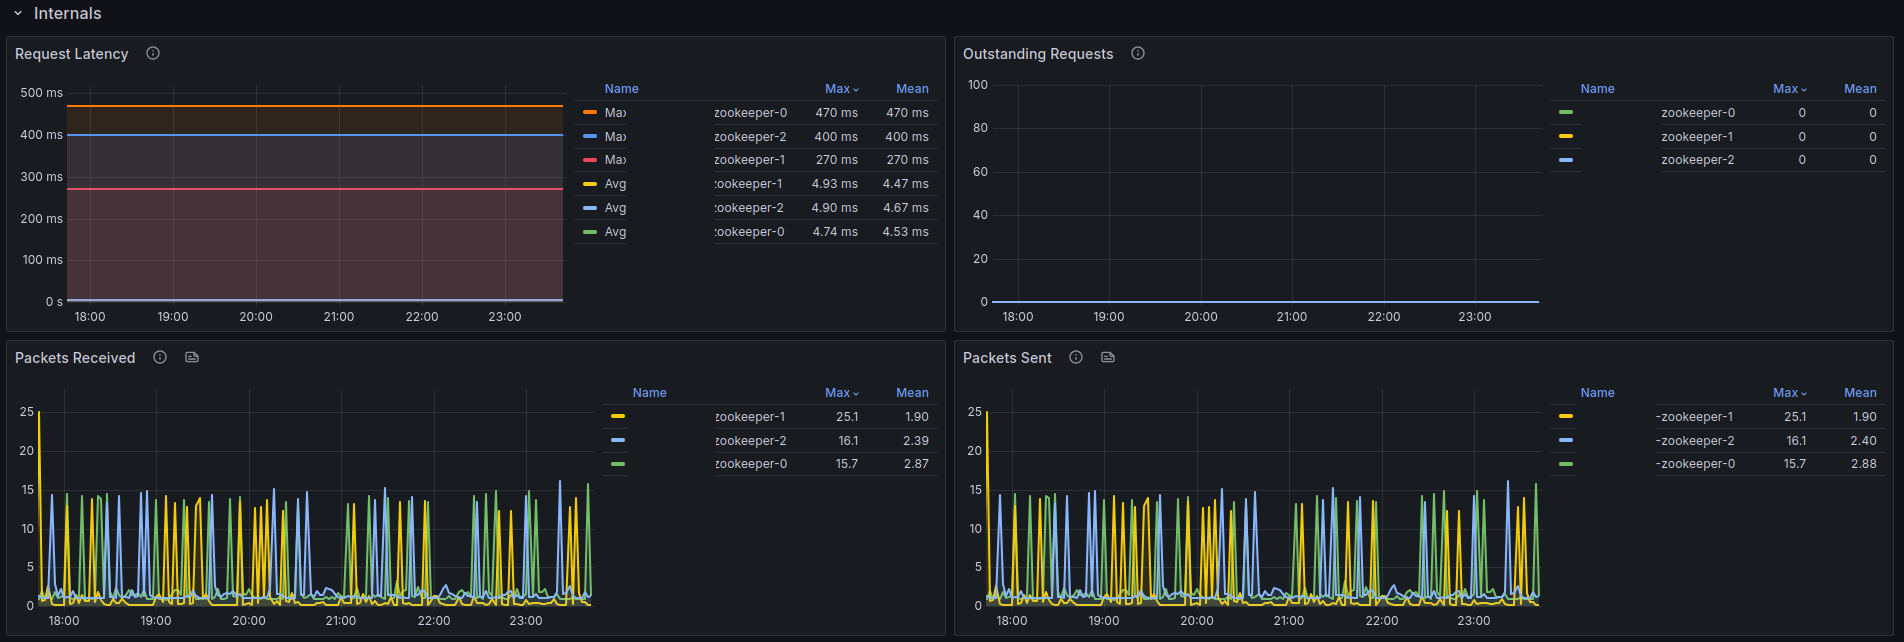 Internals
Request Latency
500 ms
400 ms
300 ms
200 ms
100 ms
0 s
18:00 19:00 20:00 21:00 22:00 23:00
Name Max Mean
Max zookeeper-0 470 ms 470 ms
Max zookeeper-2 400 ms 400 ms
Max zookeeper-1 270 ms 270 ms
Avg zookeeper-1 4.93 ms 4.47 ms
Avg zookeeper-2 4.90 ms 4.67 ms
Avg zookeeper-0 4.74 ms 4.53 ms
Outstanding Requests
100
80
60
40
20
0
18:00 19:00 20:00 21:00 22:00 23:00
Name Max Mean
zookeeper-0 0 0
zookeeper-1 0 0
zookeeper-2 0 0
Packets Received
25
20
15
10
5
0
18:00 19:00 20:00 21:00 22:00 23:00
Name Max Mean
zookeeper-1 25.1 1.90
zookeeper-2 16.1 2.39
zookeeper-0 15.7 2.87
Packets Sent
25
20
15
10
5
0
18:00 19:00 20:00 21:00 22:00 23:00
Name Max Mean
-zookeeper-1 25.1 1.90
-zookeeper-2 16.1 2.40
-zookeeper-0 15.7 2.88